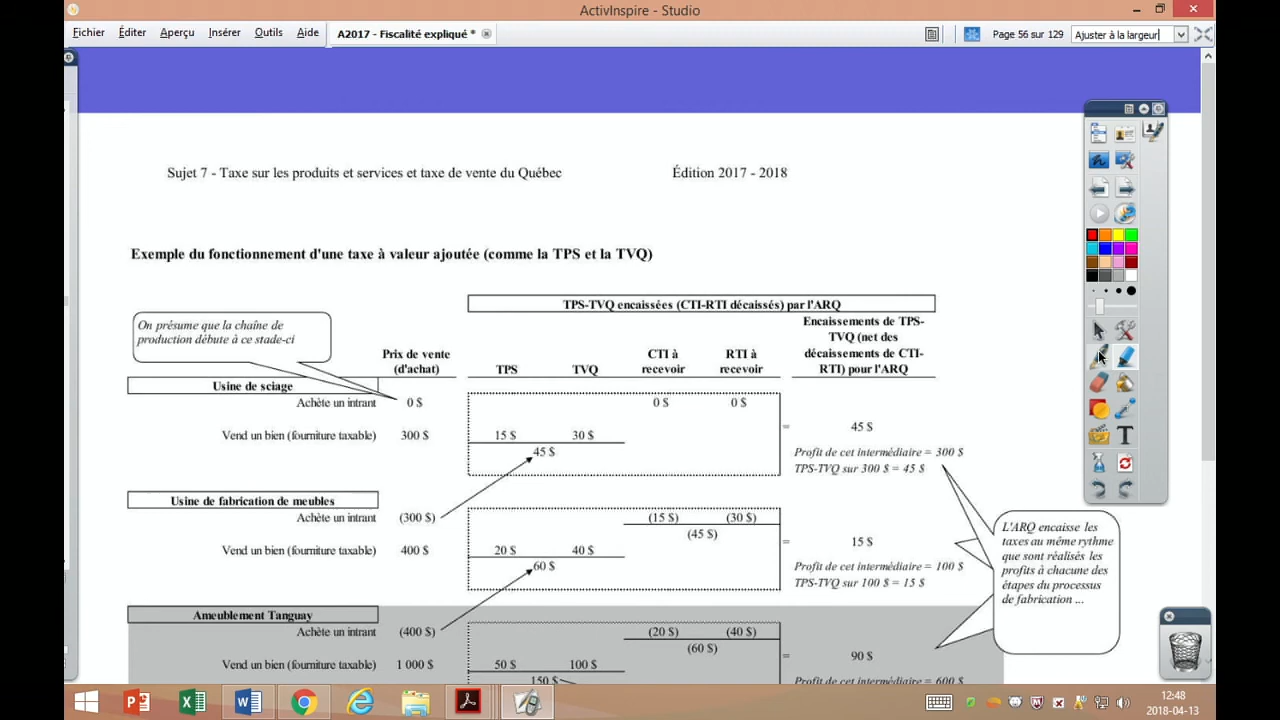 ActivInspire - Studio
Fichier Éditer Aperçu Insérer Outils Aide
A2017 - Fiscalité expliqué *
Page 56 sur 129
Ajuster à la largeur
Sujet 7 - Taxe sur les produits et services et taxe de vente du Québec
Édition 2017 - 2018
Exemple du fonctionnement d'une taxe à valeur ajoutée (comme la TPS et la TVQ)
TPS-TVQ encaissées (CTI-RTI décaissés) par l'ARQ
On présume que la chaîne de
production débute à ce stade-ci
Prix de vente
(d'achat)
TPS
TVQ
CTI à
recevoir
RTI à
recevoir
Encaissements de TPS-
TVQ (net des
décaissements de CTI-
RTI) pour l'ARQ
Usine de sciage
Achète un intrant 0 $ 0 $ 0 $
= 45 $
Vend un bien (fourniture taxable) 300 $ 15 $ 30 $
45 $
Profit de cet intermédiaire = 300 $
TPS-TVQ sur 300 $ = 45 $
Usine de fabrication de meubles
Achète un intrant (300 $) (15 $) (30 $)
(45 $)
= 15 $
Vend un bien (fourniture taxable) 400 $ 20 $ 40 $
60 $
Profit de cet intermédiaire = 100 $
TPS-TVQ sur 100 $ = 15 $
L'ARQ encaisse les
taxes au même rythme
que sont réalisés les
profits à chacune des
étapes du processus
de fabrication ...
Ameublement Tanguay
Achète un intrant (400 $) (20 $) (40 $)
(60 $)
= 90 $
Vend un bien (fourniture taxable) 1 000 $ 50 $ 100 $
150 $
Profit de cet intermédiaire = 600 $
T
12:48
2018-04-13